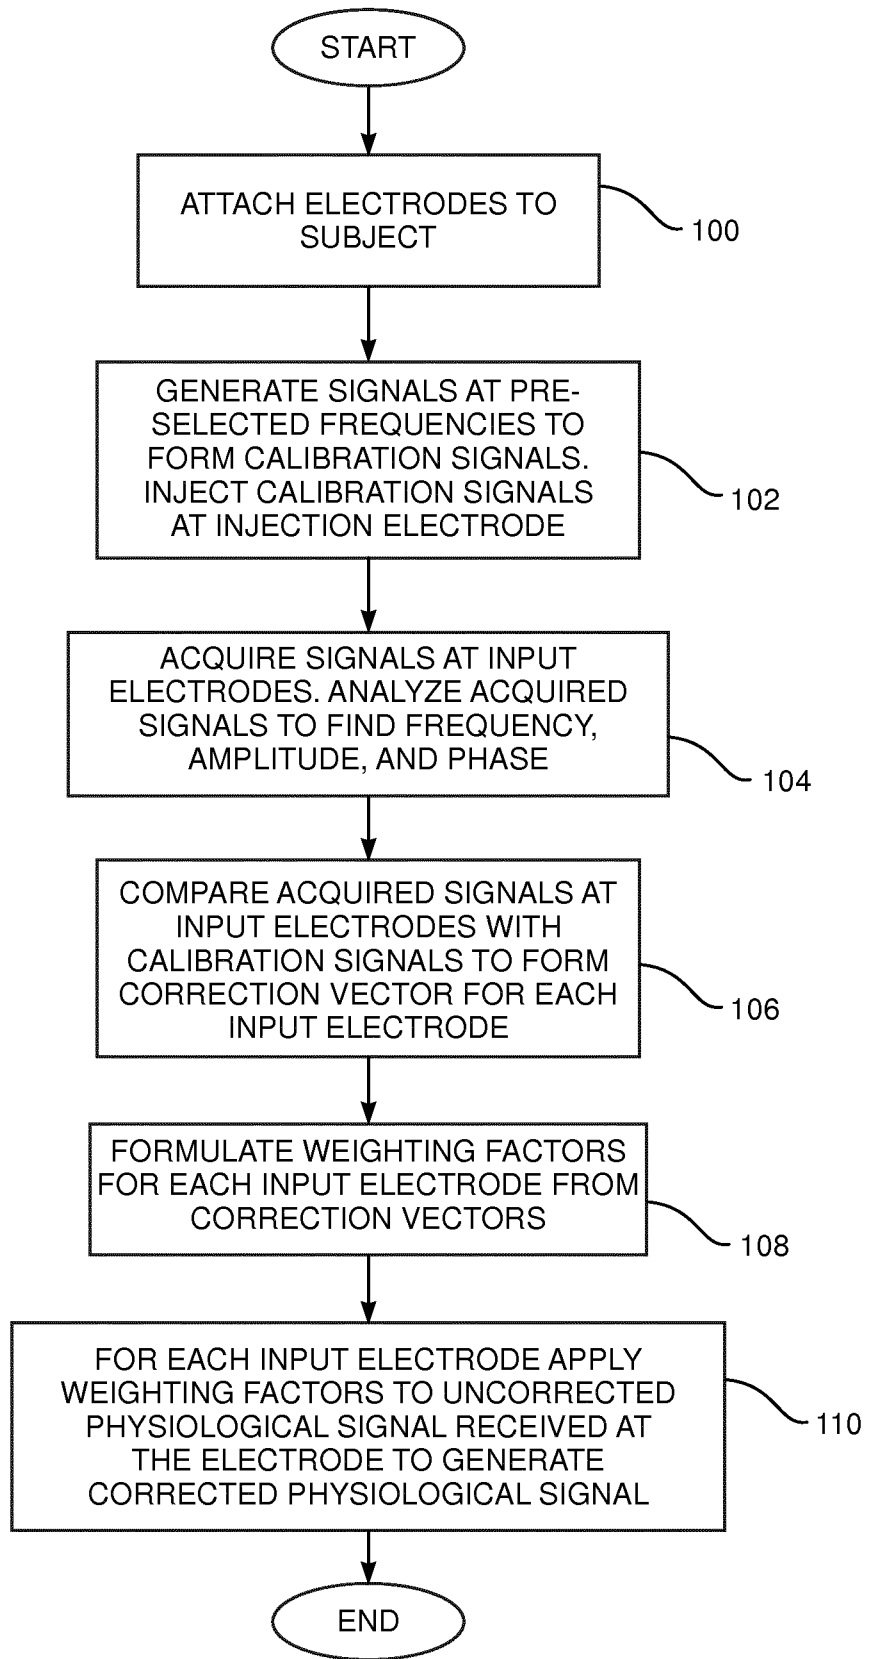 START
ATTACH ELECTRODES TO
SUBJECT
100
GENERATE SIGNALS AT PRE-
SELECTED FREQUENCIES TO
FORM CALIBRATION SIGNALS.
INJECT CALIBRATION SIGNALS
AT INJECTION ELECTRODE
102
ACQUIRE SIGNALS AT INPUT
ELECTRODES. ANALYZE ACQUIRED
SIGNALS TO FIND FREQUENCY,
AMPLITUDE, AND PHASE
104
COMPARE ACQUIRED SIGNALS AT
INPUT ELECTRODES WITH
CALIBRATION SIGNALS TO FORM
CORRECTION VECTOR FOR EACH
INPUT ELECTRODE
106
FORMULATE WEIGHTING FACTORS
FOR EACH INPUT ELECTRODE FROM
CORRECTION VECTORS
108
FOR EACH INPUT ELECTRODE APPLY
WEIGHTING FACTORS TO UNCORRECTED
PHYSIOLOGICAL SIGNAL RECEIVED AT
THE ELECTRODE TO GENERATE
CORRECTED PHYSIOLOGICAL SIGNAL
110
END